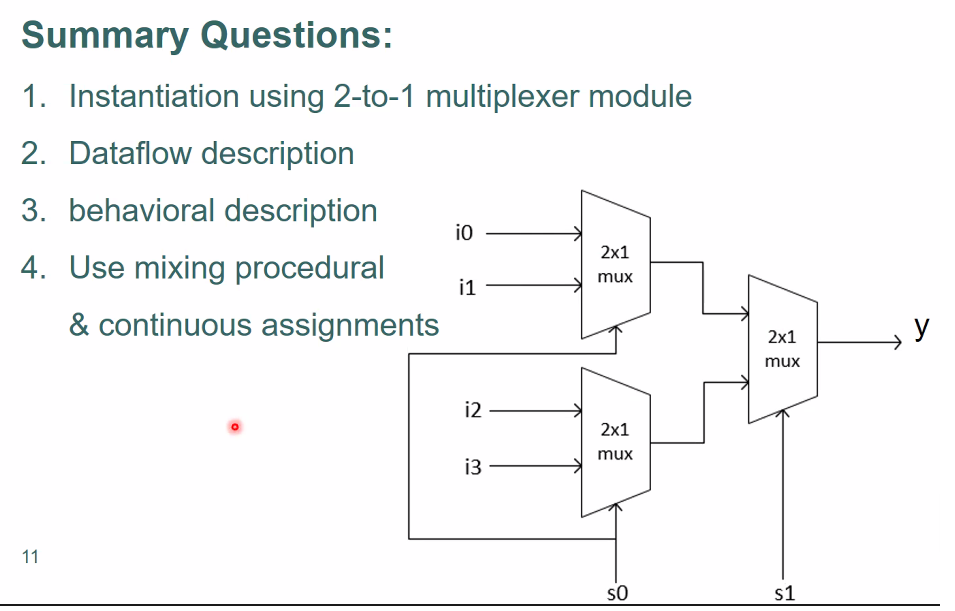 Summary Questions:
1. Instantiation using 2-to-1 multiplexer module
2. Dataflow description
3. behavioral description
4. Use mixing procedural
& continuous assignments
i0
i1
2x1
mux
i2
i3
2x1
mux
2x1
mux
y
s0
s1
11